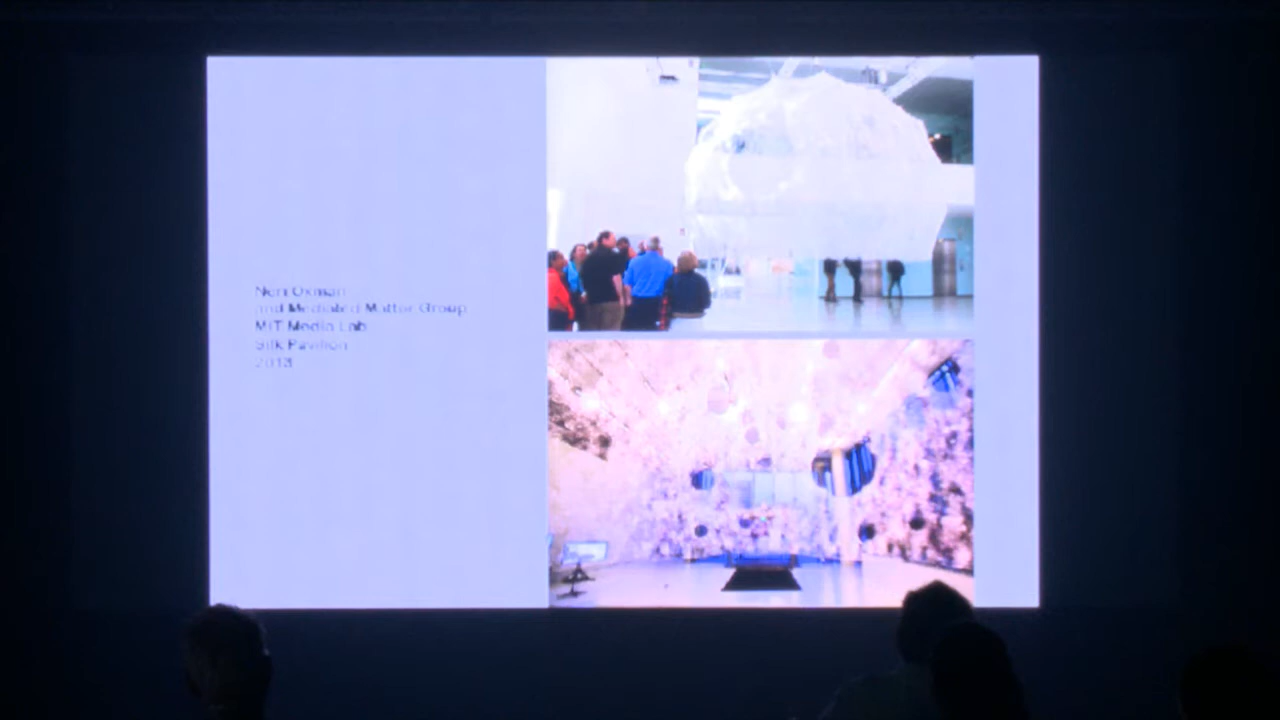 Neri Oxman
and Mediated Matter Group
MIT Media Lab
Silk Pavilion
2013